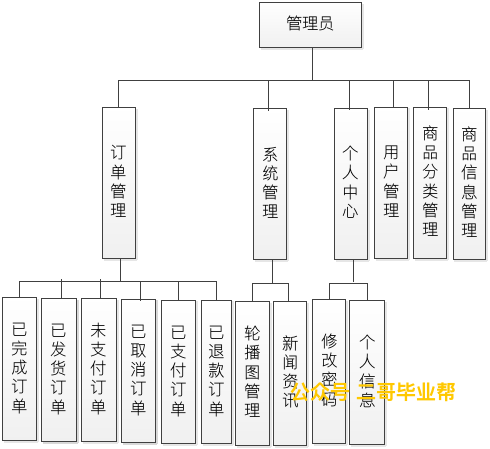 管理员
订单管理
系统管理
个人中心
用户管理
商品分类管理
商品信息管理
已完成订单
已发货订单
未支付订单
已取消订单
已支付订单
已退款订单
轮播图管理
新闻资讯
修改密码
个人信息
公众号 二哥毕业帮